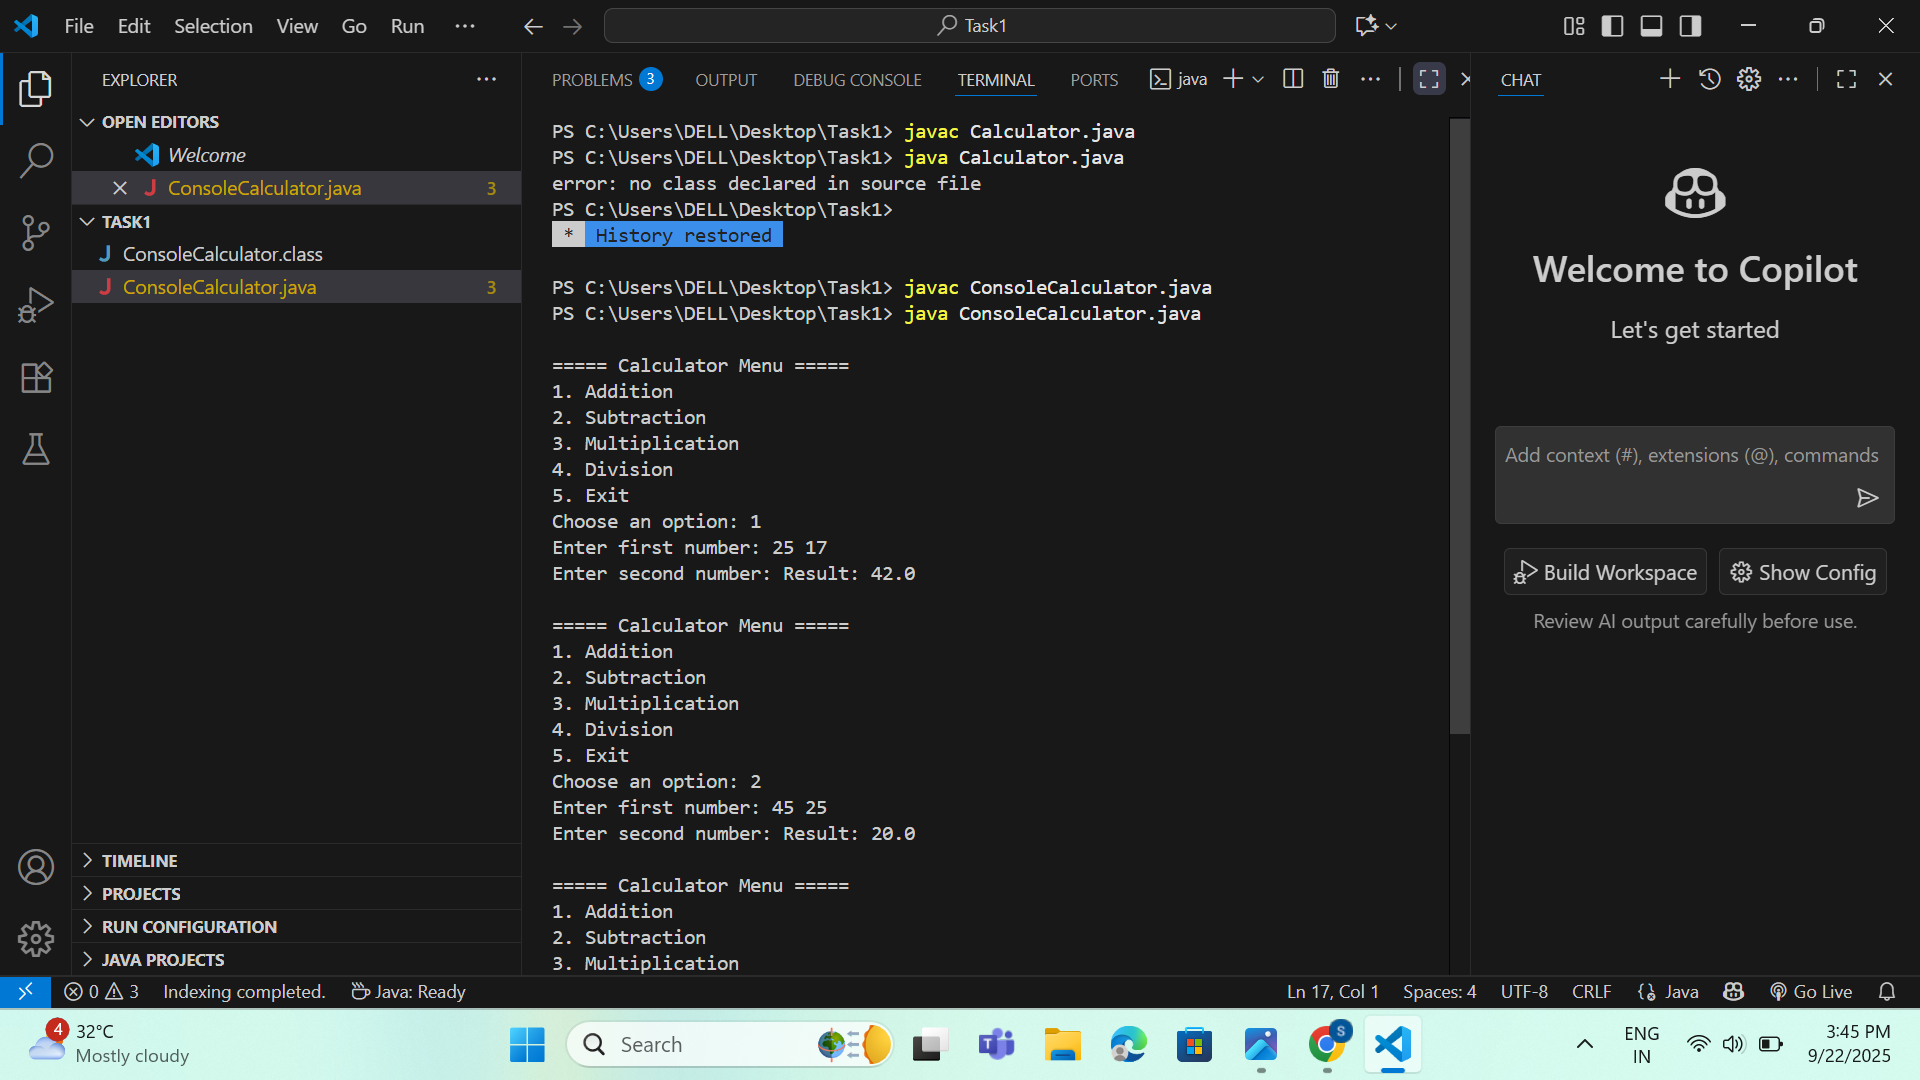 File Edit Selection View Go Run ...
Task1
EXPLORER
OPEN EDITORS
Welcome
ConsoleCalculator.java 3
TASK1
ConsoleCalculator.class
ConsoleCalculator.java 3
TIMELINE
PROJECTS
RUN CONFIGURATION
JAVA PROJECTS
PROBLEMS 3 OUTPUT DEBUG CONSOLE TERMINAL PORTS java
PS C:\Users\DELL\Desktop\Task1> javac Calculator.java
PS C:\Users\DELL\Desktop\Task1> java Calculator.java
error: no class declared in source file
PS C:\Users\DELL\Desktop\Task1>
* History restored
PS C:\Users\DELL\Desktop\Task1> javac ConsoleCalculator.java
PS C:\Users\DELL\Desktop\Task1> java ConsoleCalculator.java
===== Calculator Menu =====
1. Addition
2. Subtraction
3. Multiplication
4. Division
5. Exit
Choose an option: 1
Enter first number: 25 17
Enter second number: Result: 42.0
===== Calculator Menu =====
1. Addition
2. Subtraction
3. Multiplication
4. Division
5. Exit
Choose an option: 2
Enter first number: 45 25
Enter second number: Result: 20.0
===== Calculator Menu =====
1. Addition
2. Subtraction
3. Multiplication
CHAT
Welcome to Copilot
Let's get started
Add context (#), extensions (@), commands
Build Workspace Show Config
Review AI output carefully before use.
0 3 Indexing completed. Java: Ready
Ln 17, Col 1 Spaces: 4 UTF-8 CRLF Java Go Live
4
32°C
Mostly cloudy
Search
T
S
ENG
IN
3:45 PM
9/22/2025